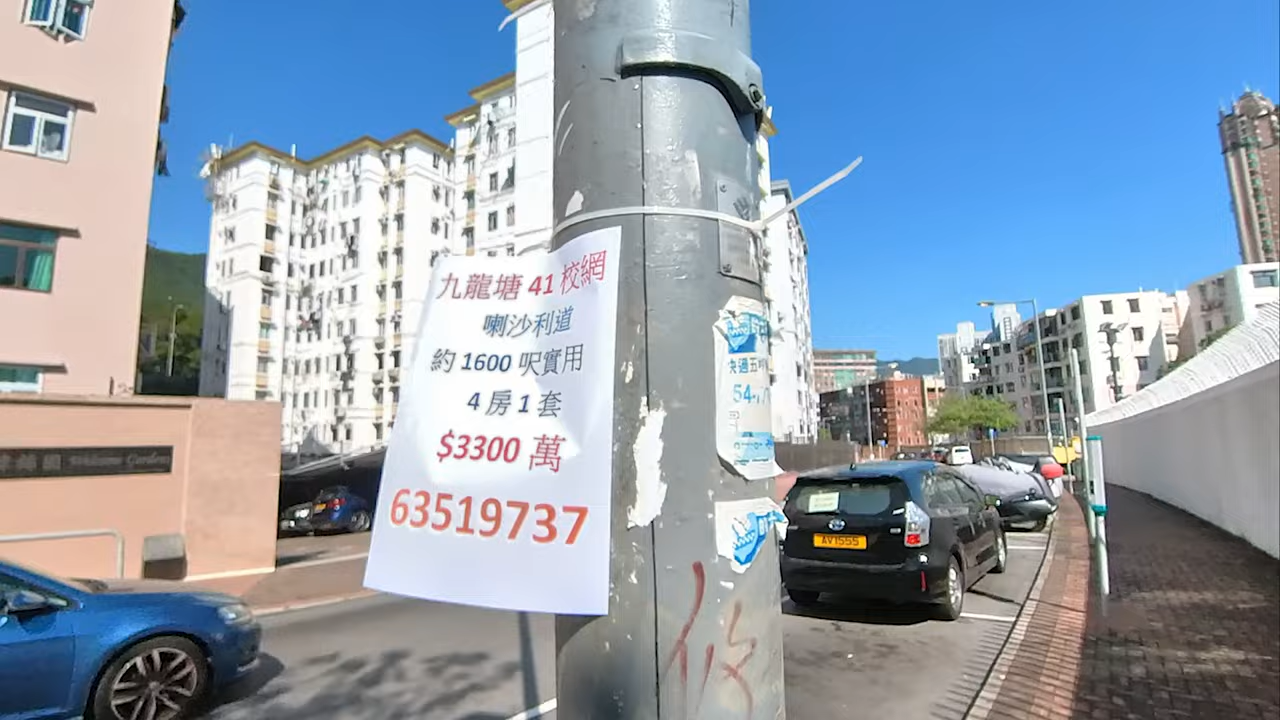 九龍塘 41 校網
喇沙利道
約 1600 呎實用
4 房 1 套
$3300 萬
63519737
AV1555